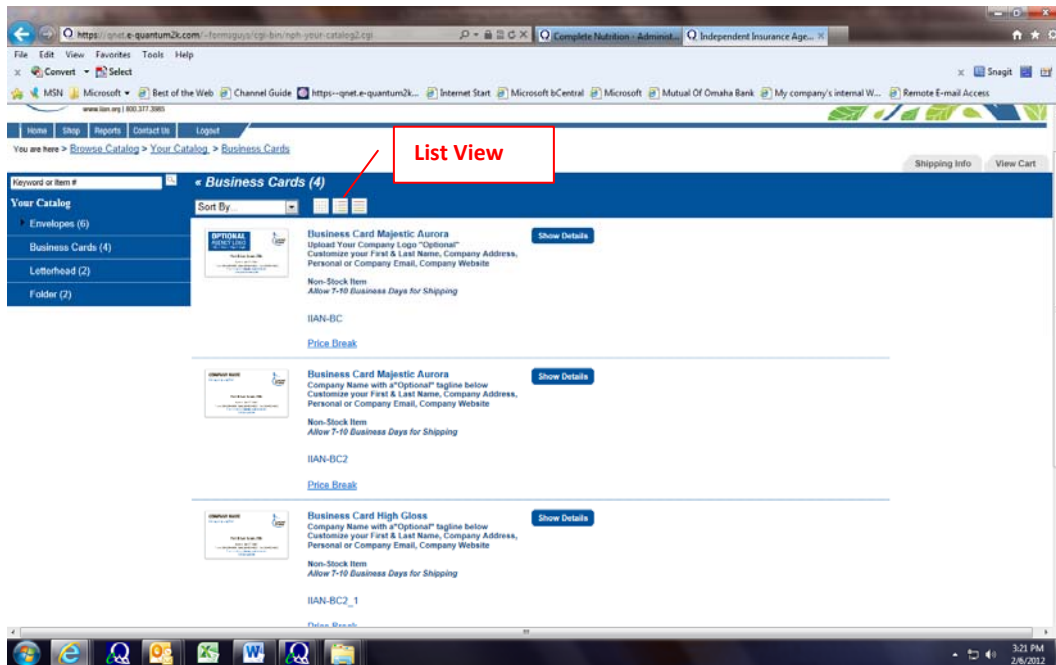 https://qnet.e-quantum2k.com/~formsguys/cgi-bin/nph-your-catalog2.cgi
Complete Nutrition - Administ...
Independent Insurance Age...
File Edit View Favorites Tools Help
x Convert Select
x Snagit
MSN Microsoft Best of the Web Channel Guide https--qnet.e-quantum2k... Internet Start Microsoft bCentral Microsoft Mutual Of Omaha Bank My company's internal W... Remote E-mail Access
www.iian.org | 800.377.3985
Home Shop Reports Contact Us Logout
You are here > Browse Catalog > Your Catalog > Business Cards
List View
Shipping Info View Cart
Keyword or Item #
« Business Cards (4)
Your Catalog
Sort By...
Envelopes (6)
Business Cards (4)
Letterhead (2)
Folder (2)
OPTIONAL
AGENCY LOGO
Business Card Majestic Aurora
Show Details
Upload Your Company Logo "Optional"
Customize your First & Last Name, Company Address,
Personal or Company Email, Company Website
Non-Stock Item
Allow 7-10 Business Days for Shipping
IIAN-BC
Price Break
COMPANY NAME
Business Card Majestic Aurora
Show Details
Company Name with a"Optional" tagline below
Customize your First & Last Name, Company Address,
Personal or Company Email, Company Website
Non-Stock Item
Allow 7-10 Business Days for Shipping
IIAN-BC2
Price Break
COMPANY NAME
Business Card High Gloss
Show Details
Company Name with a"Optional" tagline below
Customize your First & Last Name, Company Address,
Personal or Company Email, Company Website
Non-Stock Item
Allow 7-10 Business Days for Shipping
IIAN-BC2_1
Price Break
3:21 PM
2/6/2012